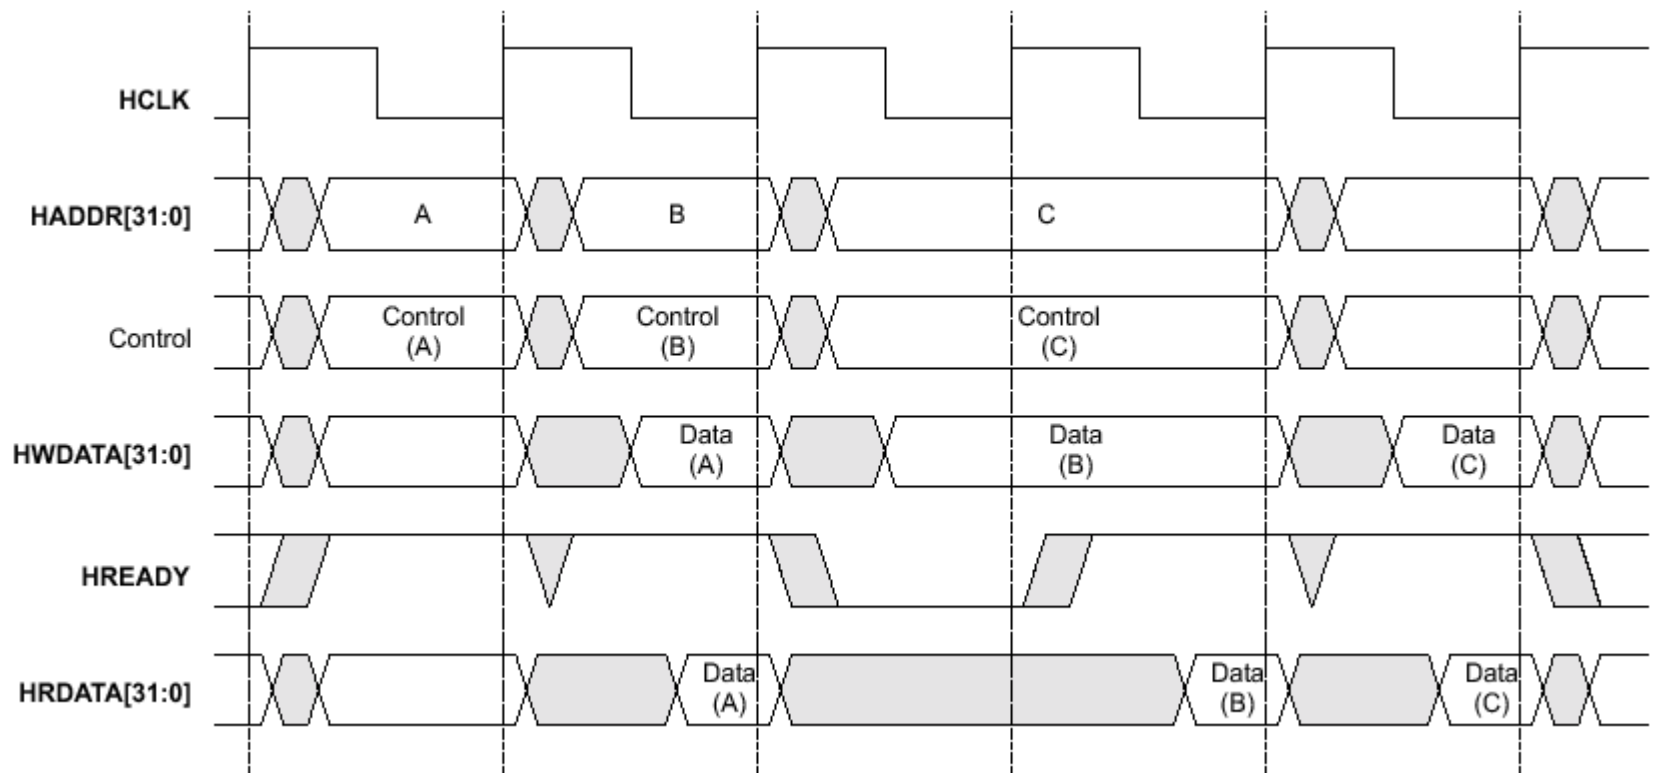 HCLK
HADDR[31:0]
A
B
C
Control
Control
(A)
Control
(B)
Control
(C)
HWDATA[31:0]
Data
(A)
Data
(B)
Data
(C)
HREADY
HRDATA[31:0]
Data
(A)
Data
(B)
Data
(C)